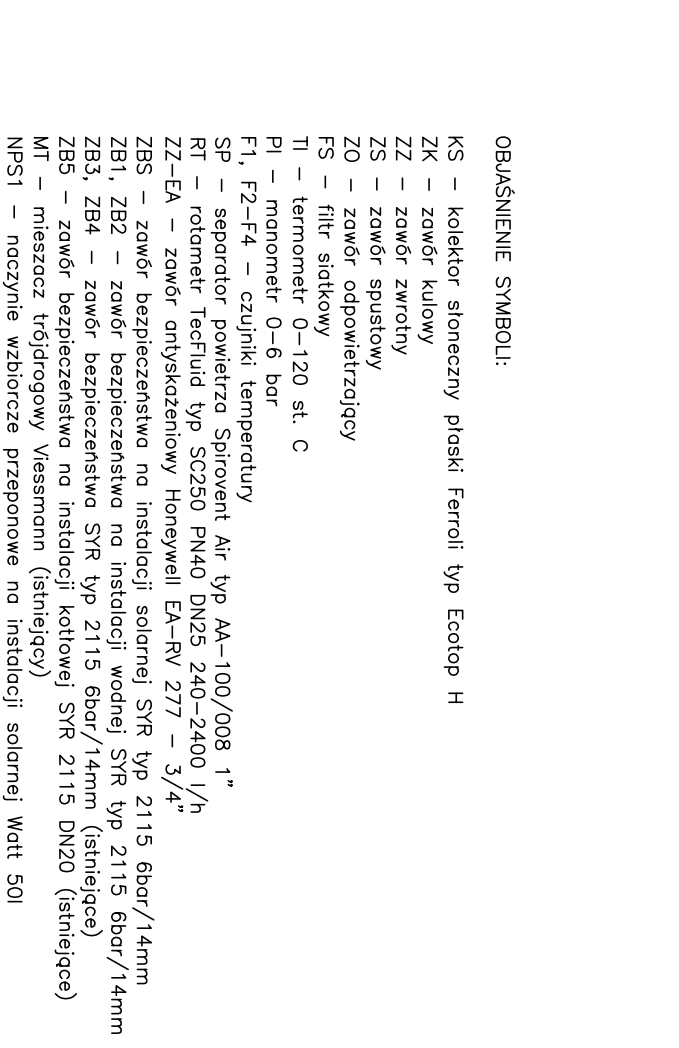 OBJAŚNIENIE SYMBOLI:
KS – kolektor słoneczny płaski Ferroli typ Ecotop H
ZK – zawór kulowy
ZZ – zawór zwrotny
ZS – zawór spustowy
ZO – zawór odpowietrzający
FS – filtr siatkowy
TI – termometr 0–120 st. C
PI – manometr 0–6 bar
F1, F2–F4 – czujniki temperatury
SP – separator powietrza Spirovent Air typ AA–100/008 1”
RT – rotametr TecFluid typ SC250 PN40 DN25 240–2400 l/h
ZZ–EA – zawór antyskażeniowy Honeywell EA–RV 277 – 3/4”
ZBS – zawór bezpieczeństwa na instalacji solarnej SYR typ 2115 6bar/14mm
ZB1, ZB2 – zawór bezpieczeństwa na instalacji wodnej SYR typ 2115 6bar/14mm
ZB3, ZB4 – zawór bezpieczeństwa SYR typ 2115 6bar/14mm (istniejące)
ZB5 – zawór bezpieczeństwa na instalacji kotłowej SYR 2115 DN20 (istniejące)
MT – mieszacz trójdrogowy Viessmann (istniejący)
NPS1 – naczynie wzbiorcze przeponowe na instalacji solarnej Watt 50l